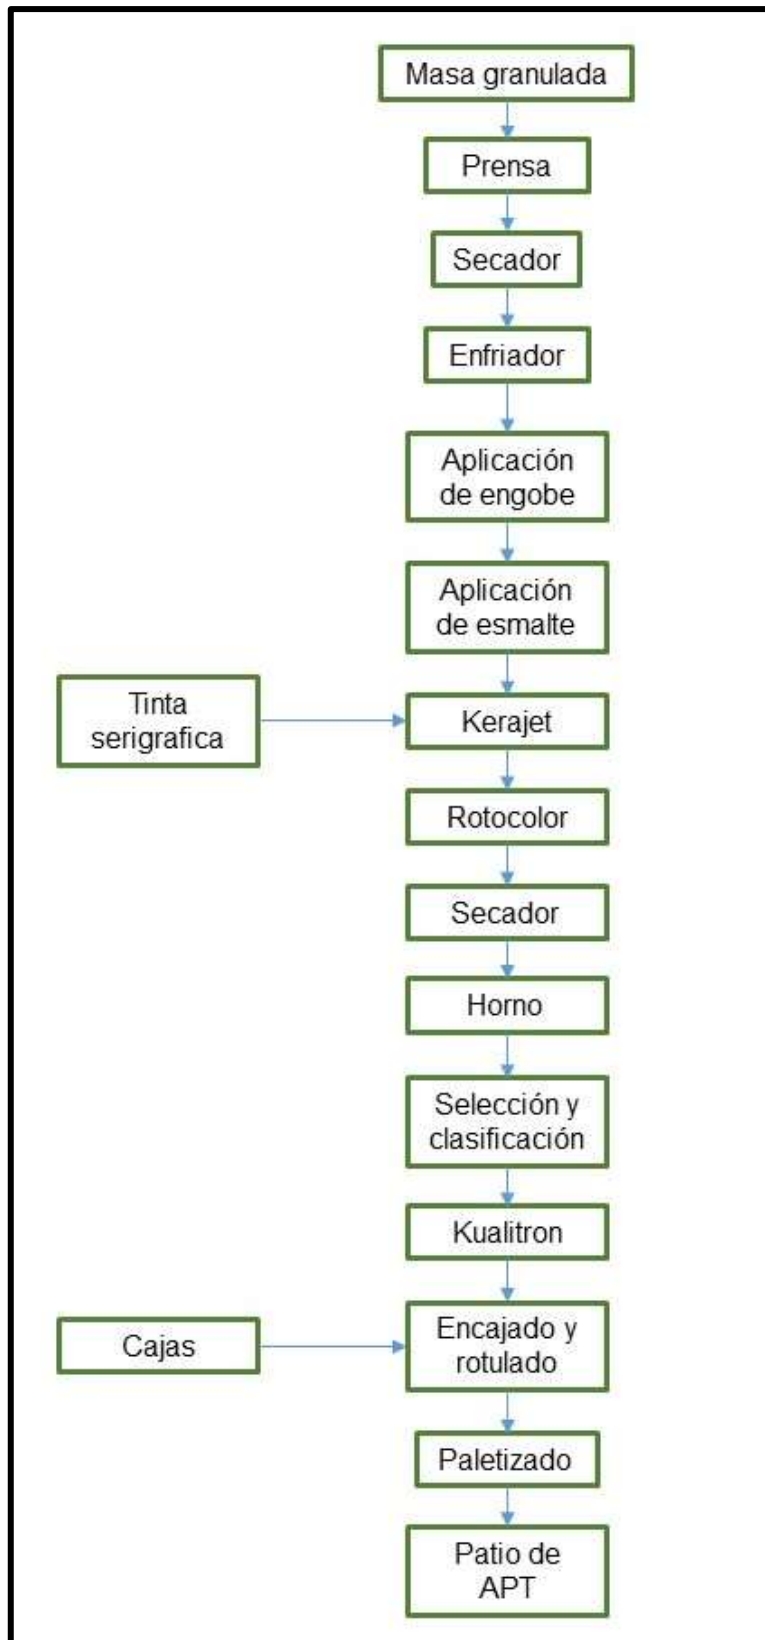 Masa granulada
Prensa
Secador
Enfriador
Aplicación
de engobe
Aplicación
de esmalte
Tinta
serigrafica
Kerajet
Rotocolor
Secador
Horno
Selección y
clasificación
Kualitron
Cajas
Encajado y
rotulado
Paletizado
Patio de
APT